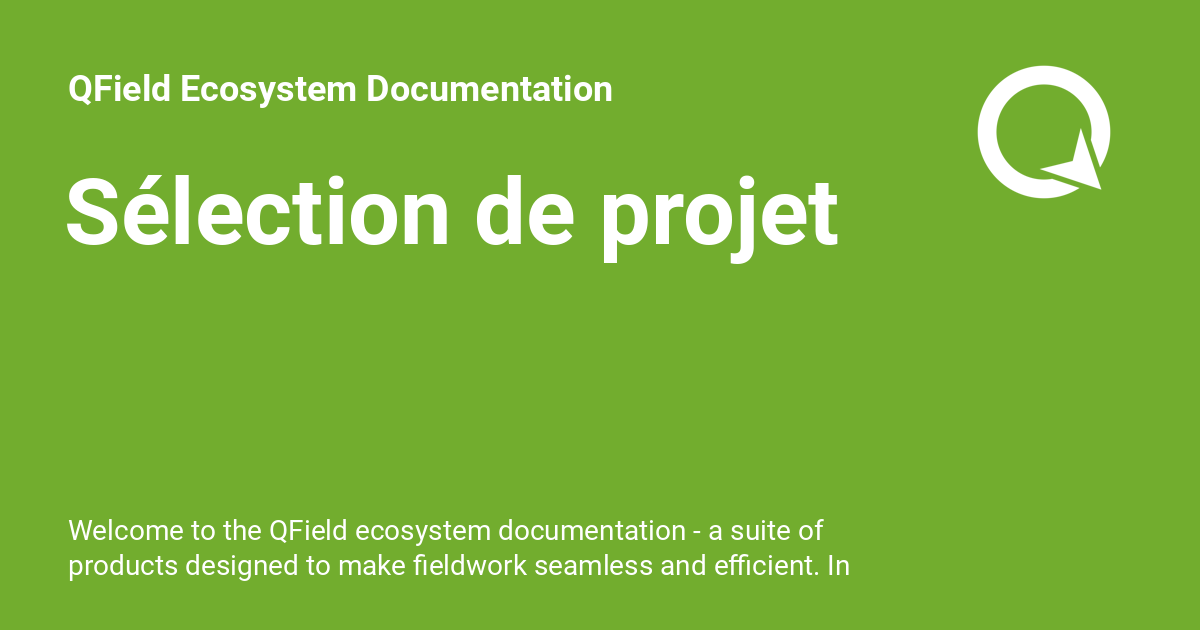 QField Ecosystem Documentation
Sélection de projet
Welcome to the QField ecosystem documentation - a suite of
products designed to make fieldwork seamless and efficient. In